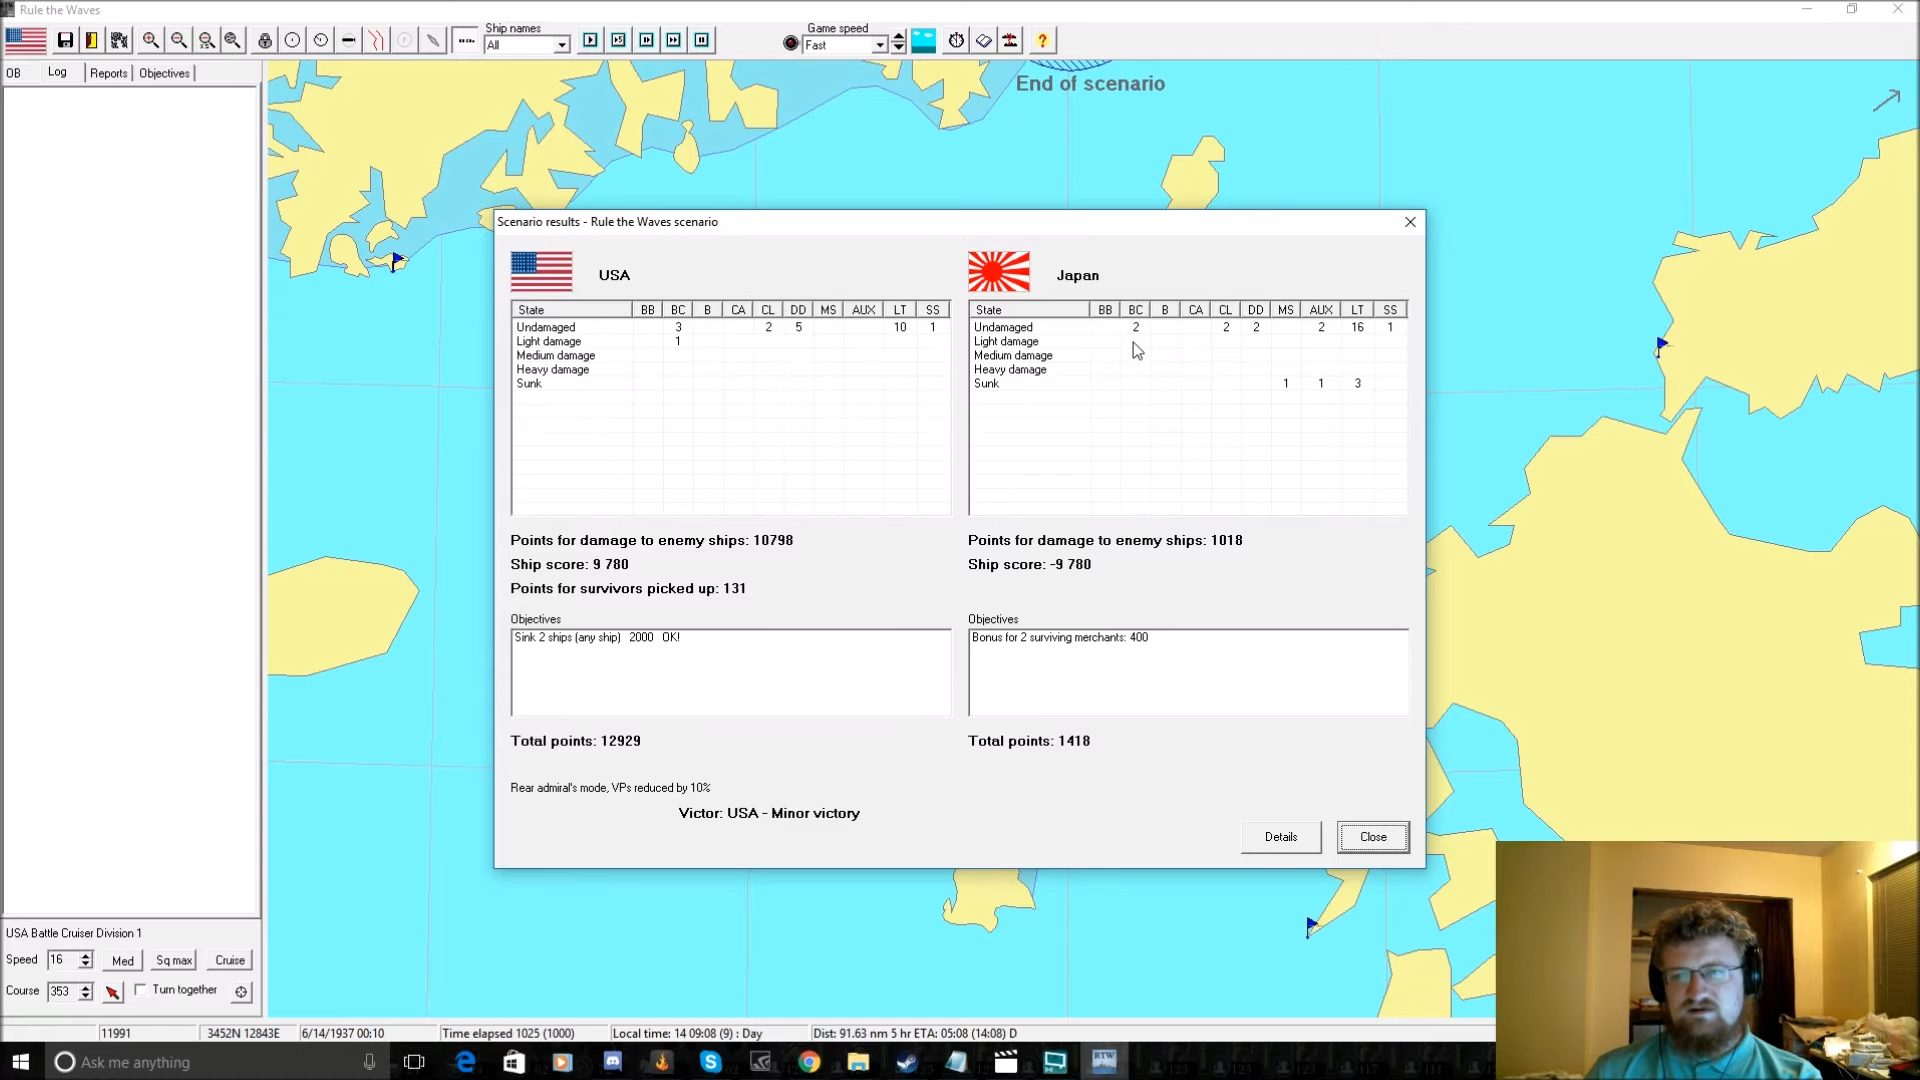 Rule the Waves
Ship names
All
Game speed
Fast
OB
Log
Reports
Objectives
End of scenario
Scenario results - Rule the Waves scenario
USA
Japan
State BB BC B CA CL DD MS AUX LT SS
Undamaged 3 2 5 10 1
Light damage 1
Medium damage
Heavy damage
Sunk
State BB BC B CA CL DD MS AUX LT SS
Undamaged 2 2 2 2 16 1
Light damage
Medium damage
Heavy damage
Sunk 1 1 3
Points for damage to enemy ships: 10798
Ship score: 9 780
Points for survivors picked up: 131
Points for damage to enemy ships: 1018
Ship score: -9 780
Objectives
Sink 2 ships (any ship) 2000 OK!
Objectives
Bonus for 2 surviving merchants: 400
Total points: 12929
Total points: 1418
Rear admiral's mode, VPs reduced by 10%
Victor: USA - Minor victory
Details
Close
USA Battle Cruiser Division 1
Speed 16 Med Sq max Cruise
Course 353 Turn together
11991 3452N 12843E 6/14/1937 00:10 Time elapsed 1025 (1000) Local time: 14 09:08 (9) : Day Dist: 91.63 nm 5 hr ETA: 05:08 (14:08) D
Ask me anything
RTW